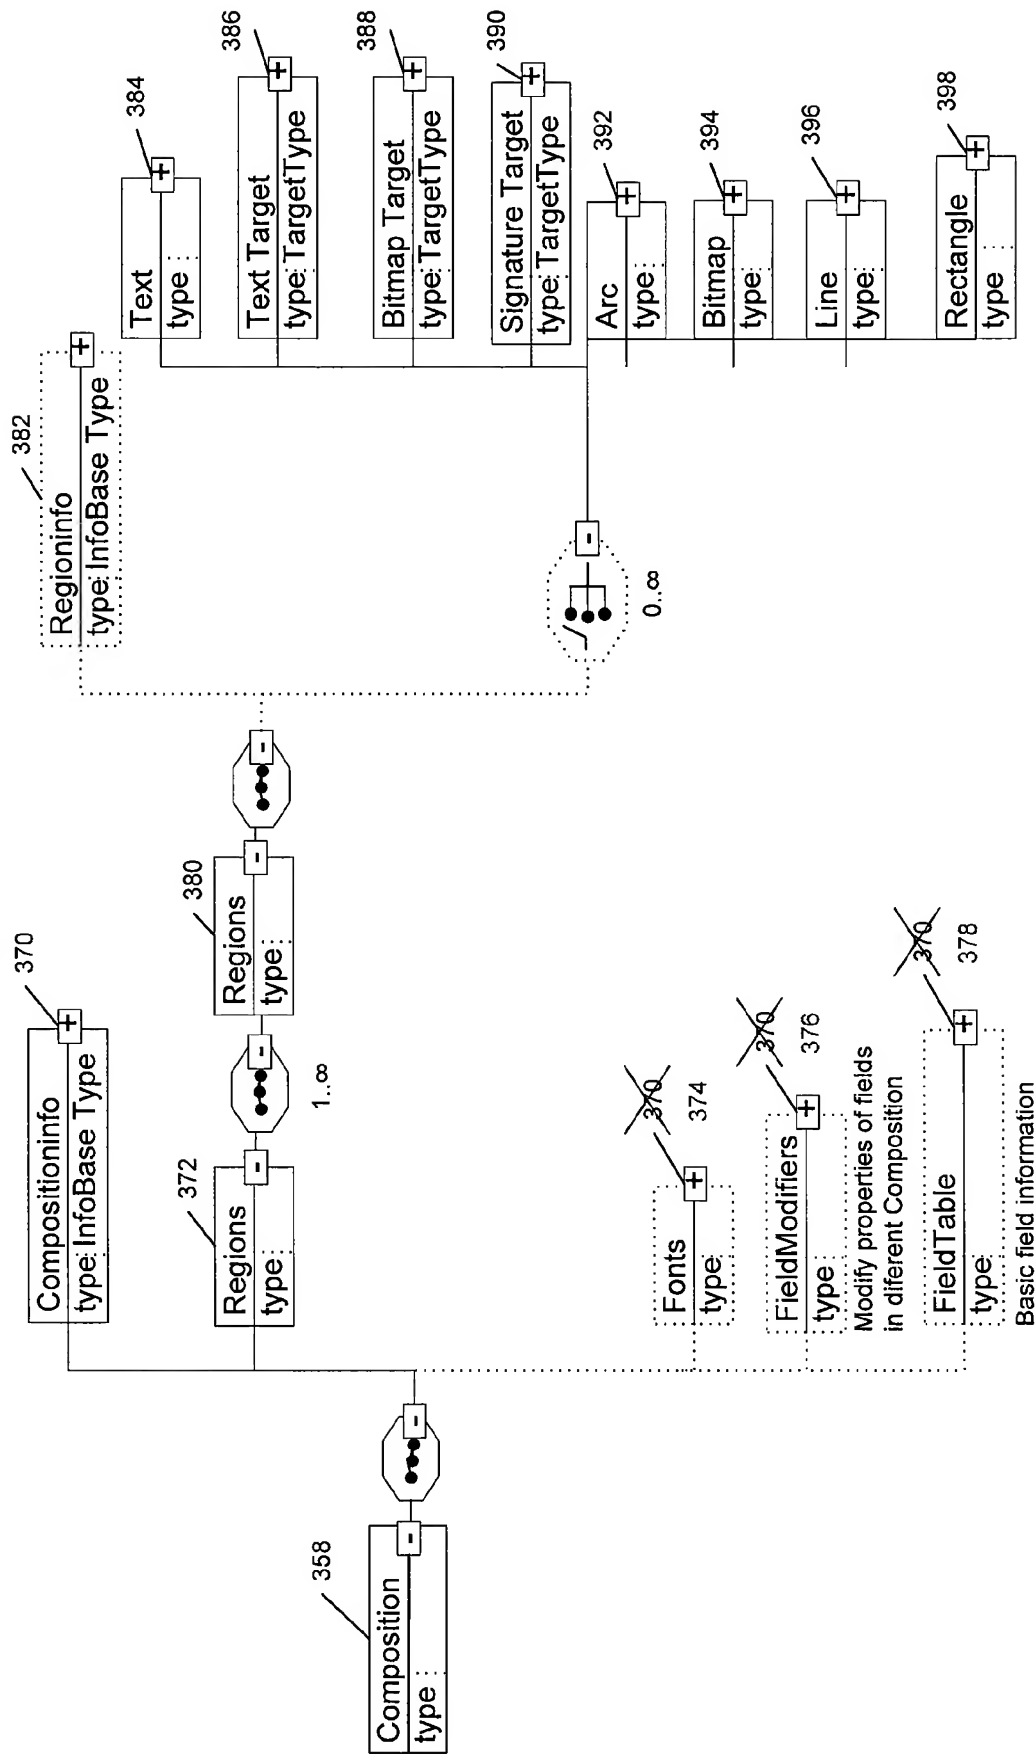 358
Composition
type :
370
Compositioninfo
type: InfoBase Type
372
Regions
type :
1..∞
380
Regions
type :
370
374
Fonts
type :
370
376
FieldModifiers
type :
Modify properties of fields
in diferent Composition
370
378
FieldTable
type :
Basic field information
382
Regioninfo
type: InfoBase Type
0..∞
384
Text
type :
386
Text Target
type: TargetType
388
Bitmap Target
type: TargetType
390
Signature Target
type: TargetType
392
Arc
type :
394
Bitmap
type :
396
Line
type :
398
Rectangle
type :